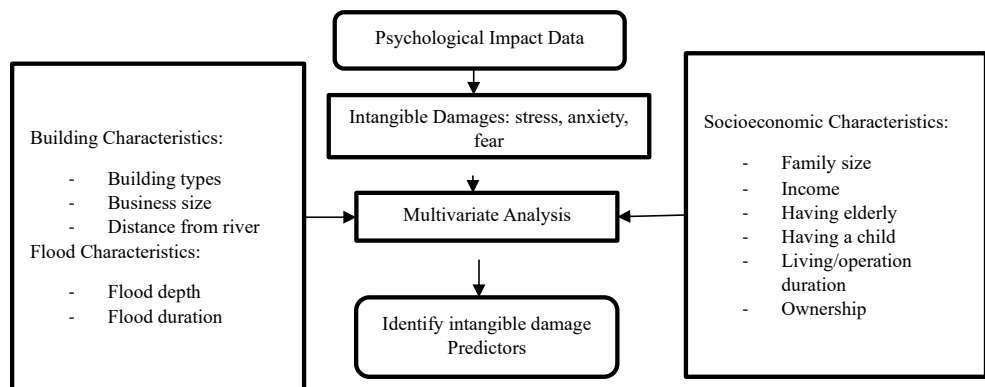 Psychological Impact Data
Intangible Damages: stress, anxiety,
fear
Multivariate Analysis
Identify intangible damage
Predictors
Building Characteristics:
- Building types
- Business size
- Distance from river
Flood Characteristics:
- Flood depth
- Flood duration
Socioeconomic Characteristics:
- Family size
- Income
- Having elderly
- Having a child
- Living/operation
duration
- Ownership